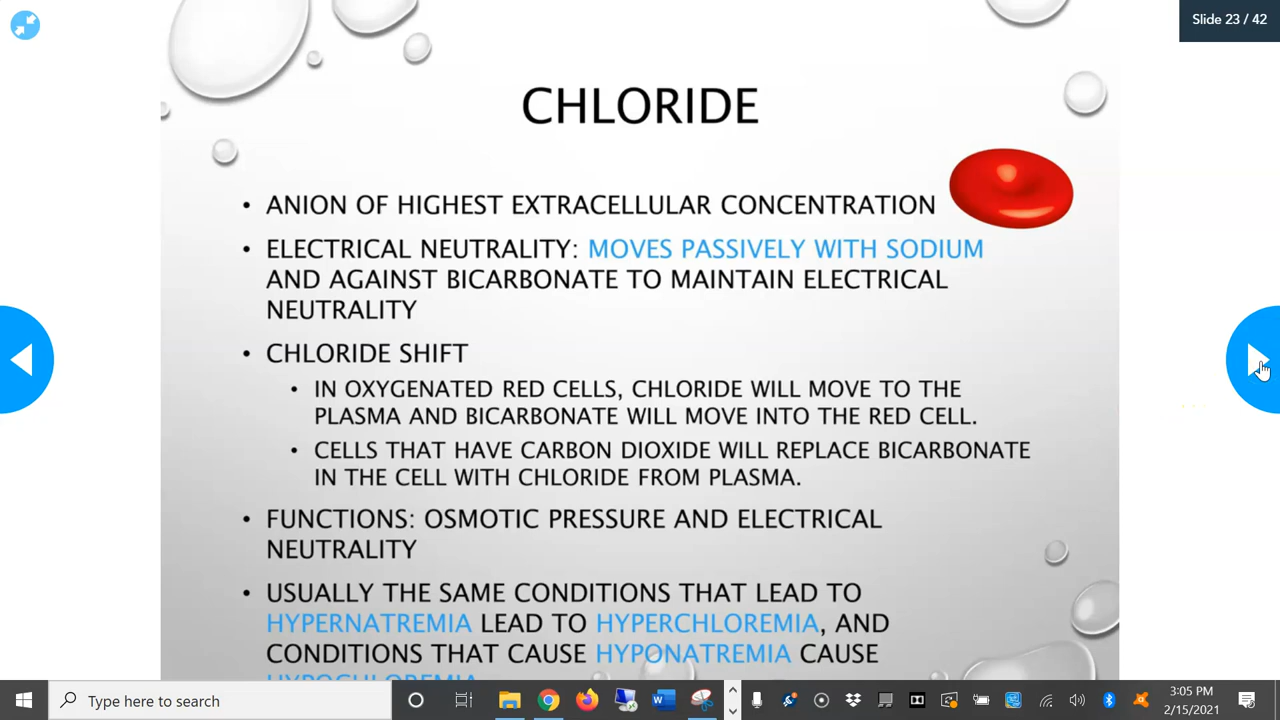 Slide 23 / 42
CHLORIDE
• ANION OF HIGHEST EXTRACELLULAR CONCENTRATION
• ELECTRICAL NEUTRALITY: MOVES PASSIVELY WITH SODIUM
AND AGAINST BICARBONATE TO MAINTAIN ELECTRICAL
NEUTRALITY
• CHLORIDE SHIFT
• IN OXYGENATED RED CELLS, CHLORIDE WILL MOVE TO THE
PLASMA AND BICARBONATE WILL MOVE INTO THE RED CELL.
• CELLS THAT HAVE CARBON DIOXIDE WILL REPLACE BICARBONATE
IN THE CELL WITH CHLORIDE FROM PLASMA.
• FUNCTIONS: OSMOTIC PRESSURE AND ELECTRICAL
NEUTRALITY
• USUALLY THE SAME CONDITIONS THAT LEAD TO
HYPERNATREMIA LEAD TO HYPERCHLOREMIA, AND
CONDITIONS THAT CAUSE HYPONATREMIA CAUSE
HYPOCHLOREMIA
Type here to search
3:05 PM
2/15/2021